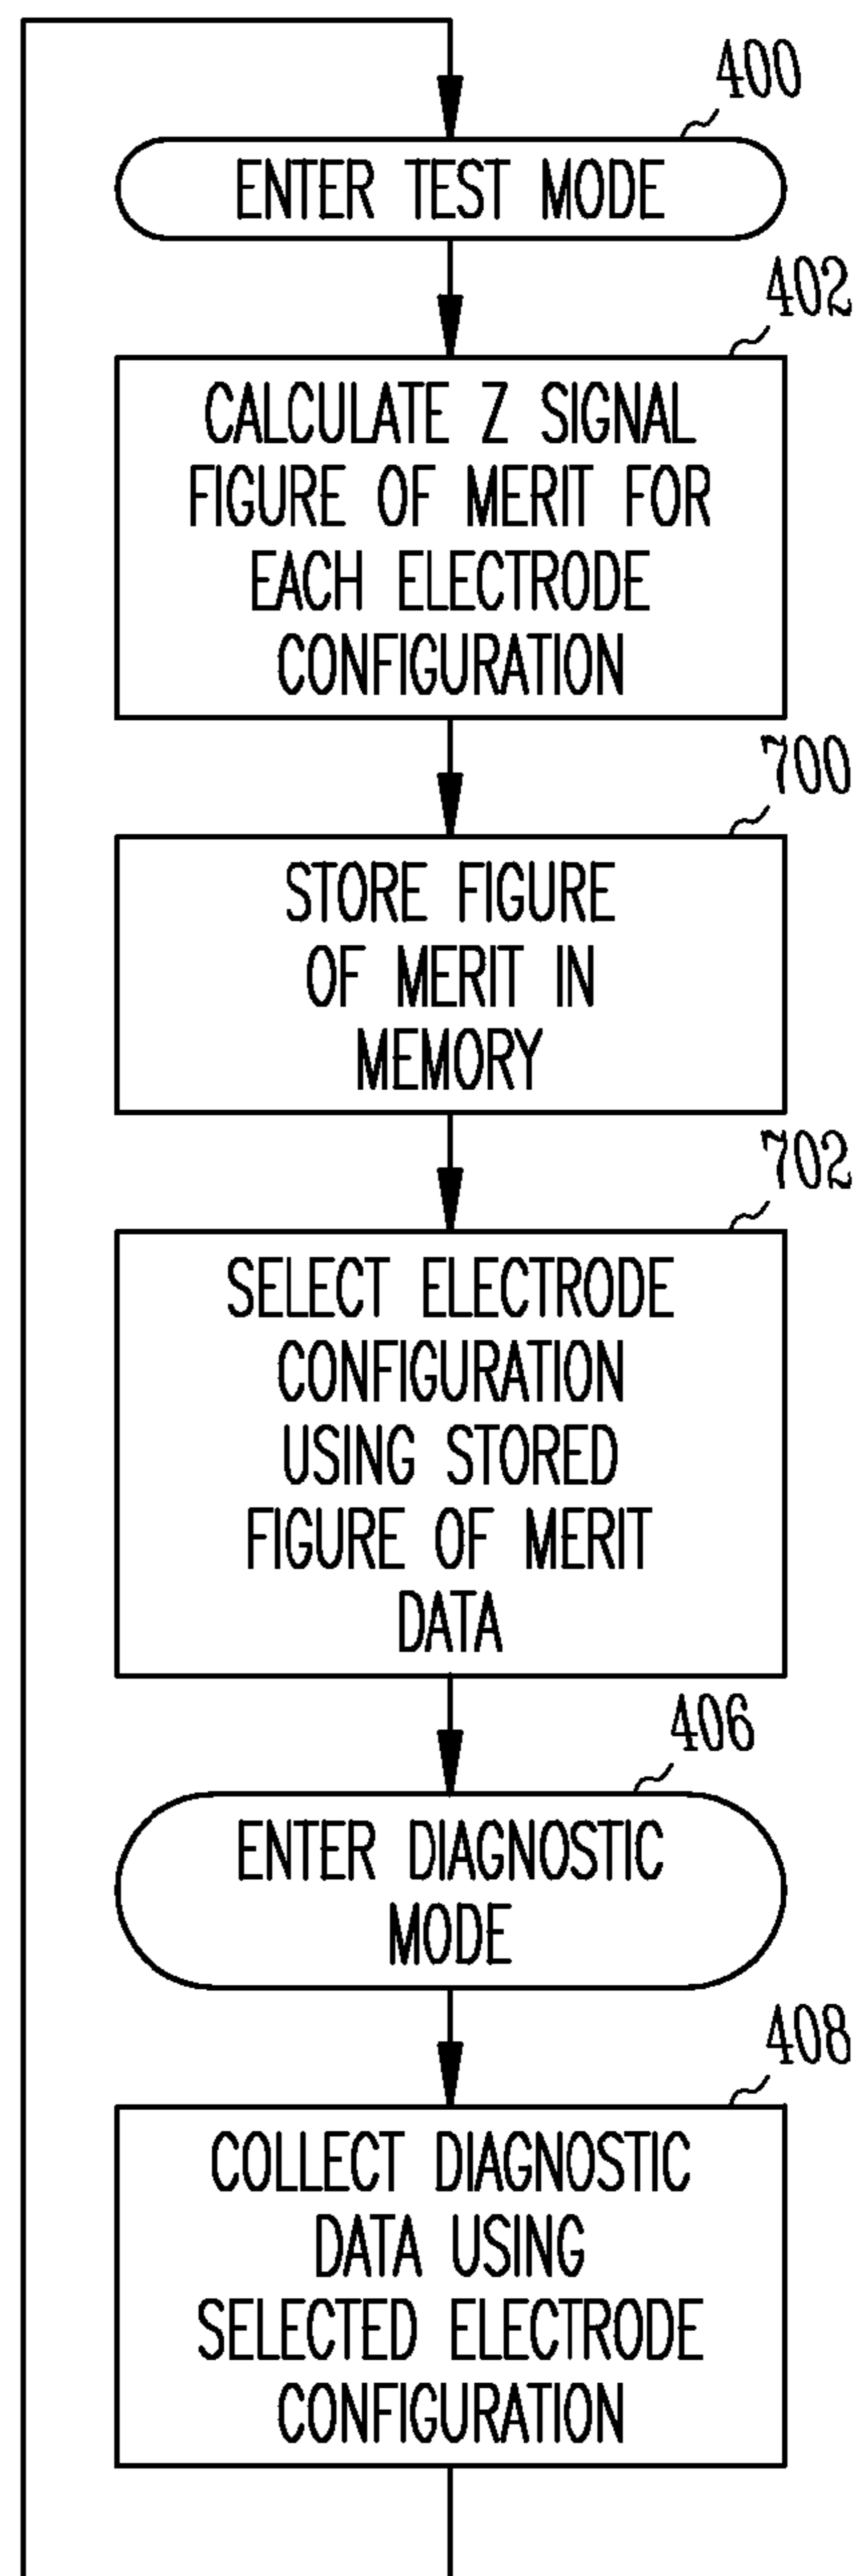 400
ENTER TEST MODE
402
CALCULATE Z SIGNAL
FIGURE OF MERIT FOR
EACH ELECTRODE
CONFIGURATION
700
STORE FIGURE
OF MERIT IN
MEMORY
702
SELECT ELECTRODE
CONFIGURATION
USING STORED
FIGURE OF MERIT
DATA
406
ENTER DIAGNOSTIC
MODE
408
COLLECT DIAGNOSTIC
DATA USING
SELECTED ELECTRODE
CONFIGURATION